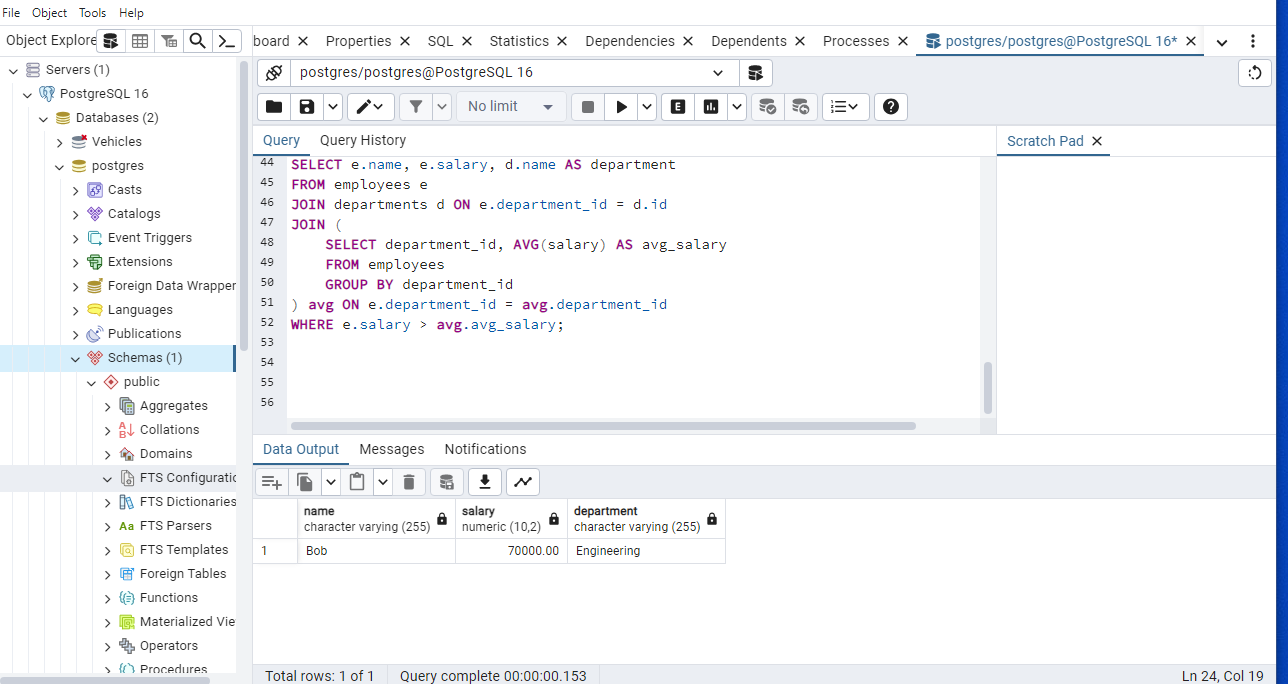 File Object Tools Help
Object Explore
board Properties SQL Statistics Dependencies Dependents Processes postgres/postgres@PostgreSQL 16*
Servers (1)
PostgreSQL 16
Databases (2)
Vehicles
postgres
Casts
Catalogs
Event Triggers
Extensions
Foreign Data Wrapper
Languages
Publications
Schemas (1)
public
Aggregates
Collations
Domains
FTS Configuratic
FTS Dictionaries
FTS Parsers
FTS Templates
Foreign Tables
Functions
Materialized Vie
Operators
Procedures
postgres/postgres@PostgreSQL 16
No limit
Query Query History
Scratch Pad
44 SELECT e.name, e.salary, d.name AS department
45 FROM employees e
46 JOIN departments d ON e.department_id = d.id
47 JOIN (
48 SELECT department_id, AVG(salary) AS avg_salary
49 FROM employees
50 GROUP BY department_id
51 ) avg ON e.department_id = avg.department_id
52 WHERE e.salary > avg.avg_salary;
53
54
55
56
Data Output Messages Notifications
name salary department
character varying (255) numeric (10,2) character varying (255)
1 Bob 70000.00 Engineering
Total rows: 1 of 1 Query complete 00:00:00.153 Ln 24, Col 19